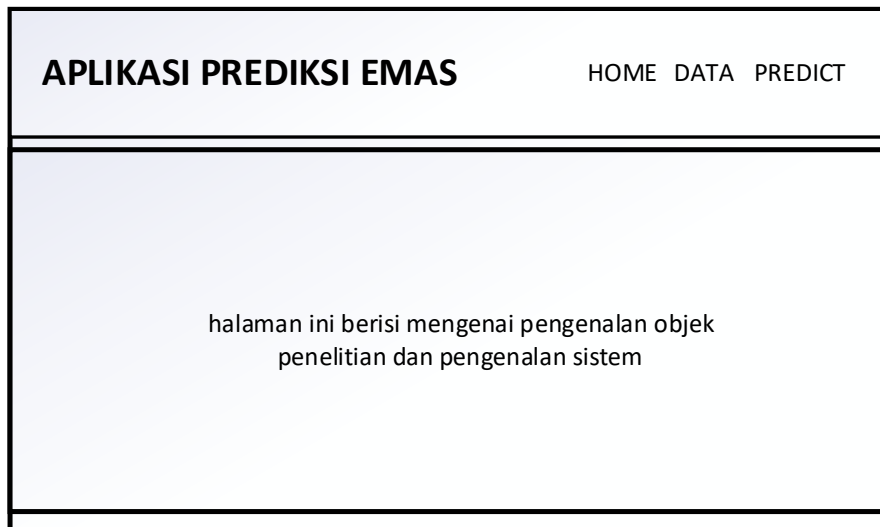 APLIKASI PREDIKSI EMAS
HOME DATA PREDICT
halaman ini berisi mengenai pengenalan objek
penelitian dan pengenalan sistem